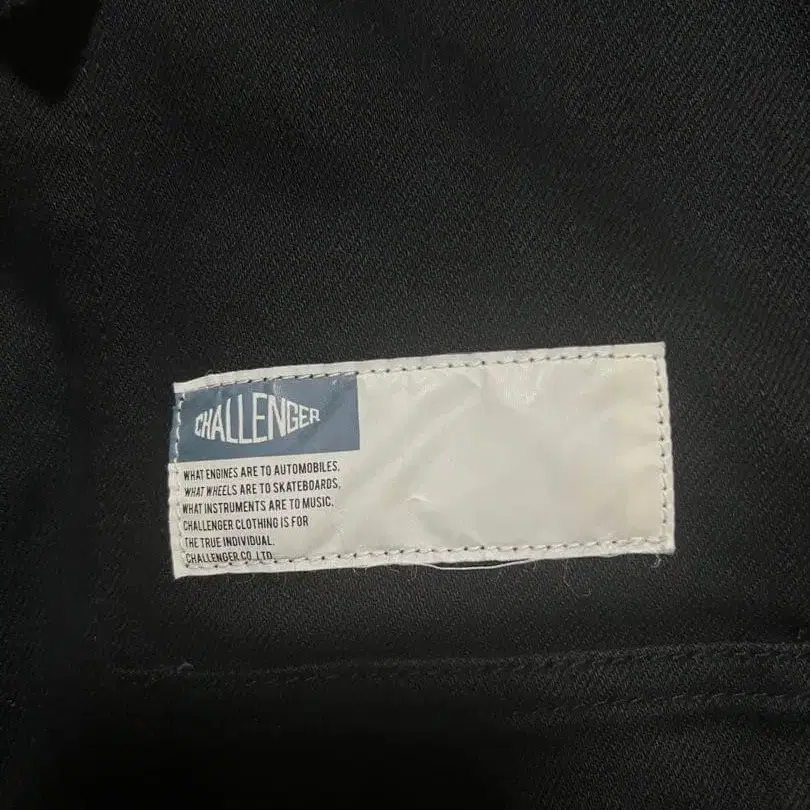 CHALLENGER
WHAT ENGINES ARE TO AUTOMOBILES.
WHAT WHEELS ARE TO SKATEBOARDS.
WHAT INSTRUMENTS ARE TO MUSIC.
CHALLENGER CLOTHING IS FOR
THE TRUE INDIVIDUAL.
CHALLENGER.CO.,LTD.